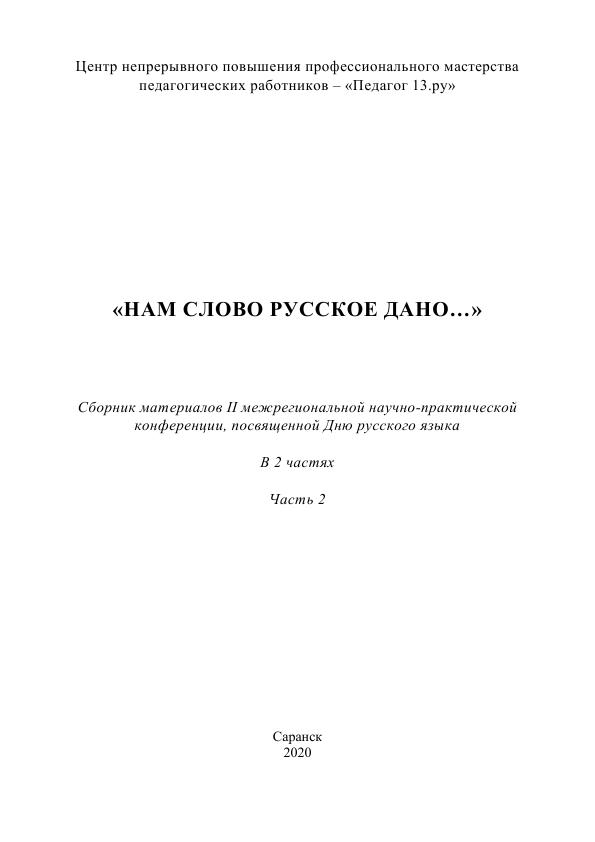 Центр непрерывного повышения профессионального мастерства
педагогических работников – «Педагог 13.ру»
«НАМ СЛОВО РУССКОЕ ДАНО…»
Сборник материалов II межрегиональной научно-практической
конференции, посвященной Дню русского языка
В 2 частях
Часть 2
Саранск
2020